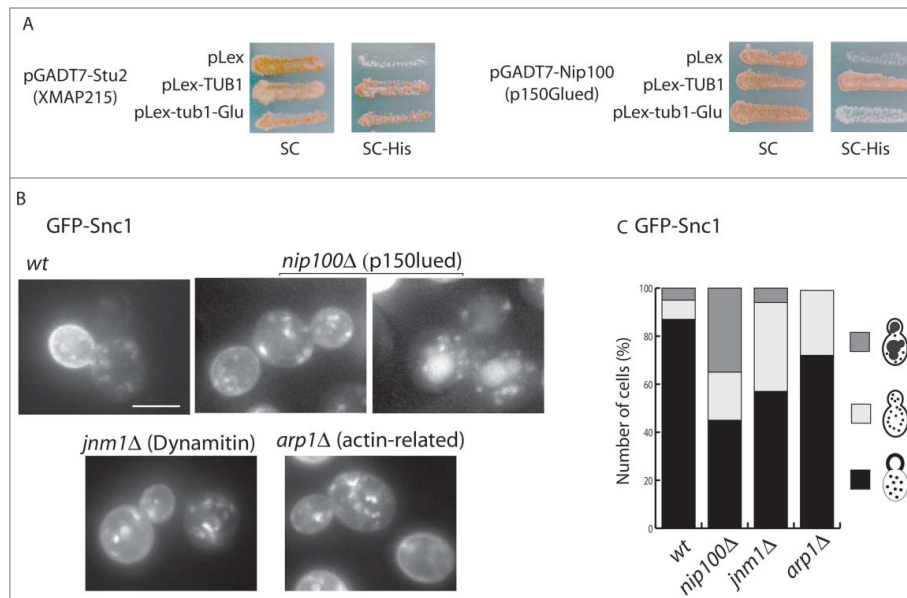 A
pGADT7-Stu2
(XMAP215)
pLex
pLex-TUB1
pLex-tub1-Glu
SC
SC-His
pGADT7-Nip100
(p150Glued)
pLex
pLex-TUB1
pLex-tub1-Glu
SC
SC-His
B
GFP-Snc1
wt
nip100Δ (p150lued)
jnm1Δ (Dynamitin)
arp1Δ (actin-related)
C GFP-Snc1
Number of cells (%)
100
80
60
40
20
0
wt
nip100Δ
jnm1Δ
arp1Δ